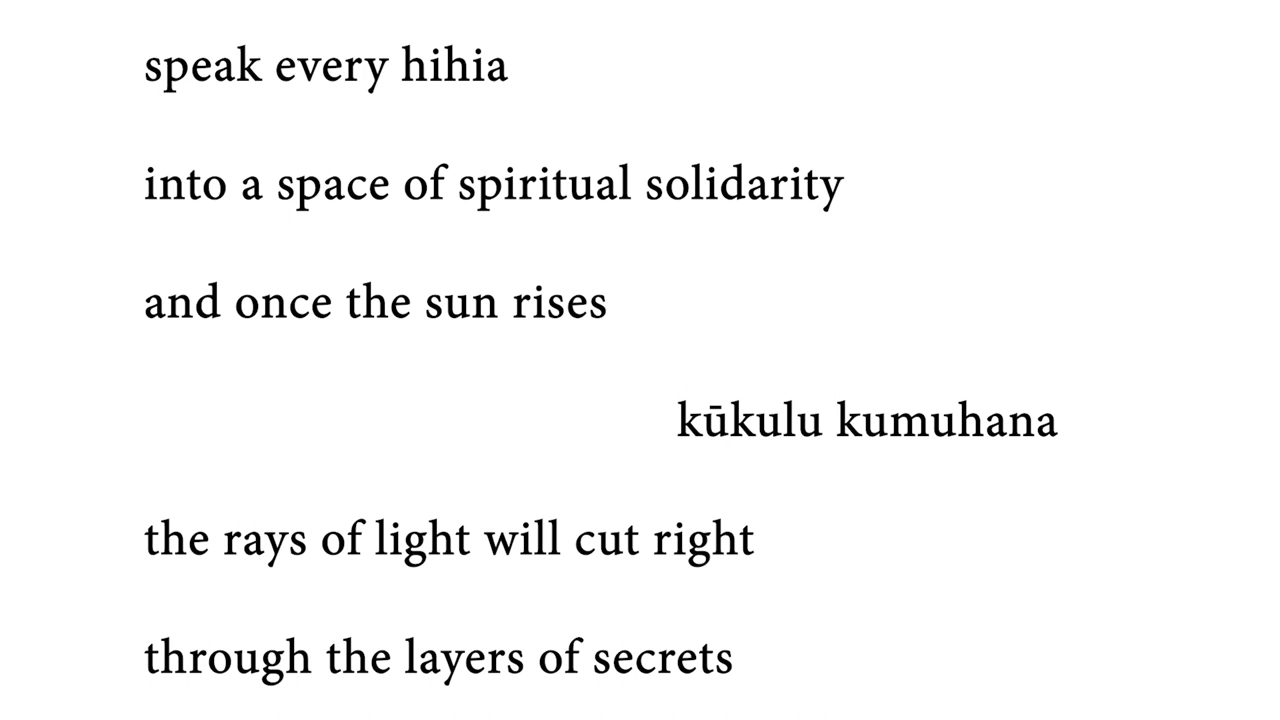 speak every hihia
into a space of spiritual solidarity
and once the sun rises
kūkulu kumuhana
the rays of light will cut right
through the layers of secrets